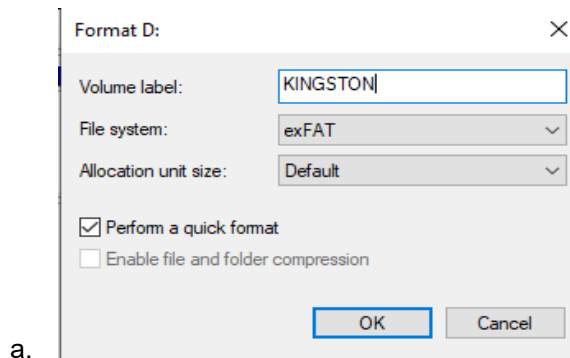 Format D:
Volume label: KINGSTON
File system: exFAT
Allocation unit size: Default
Perform a quick format
Enable file and folder compression
OK Cancel
a.